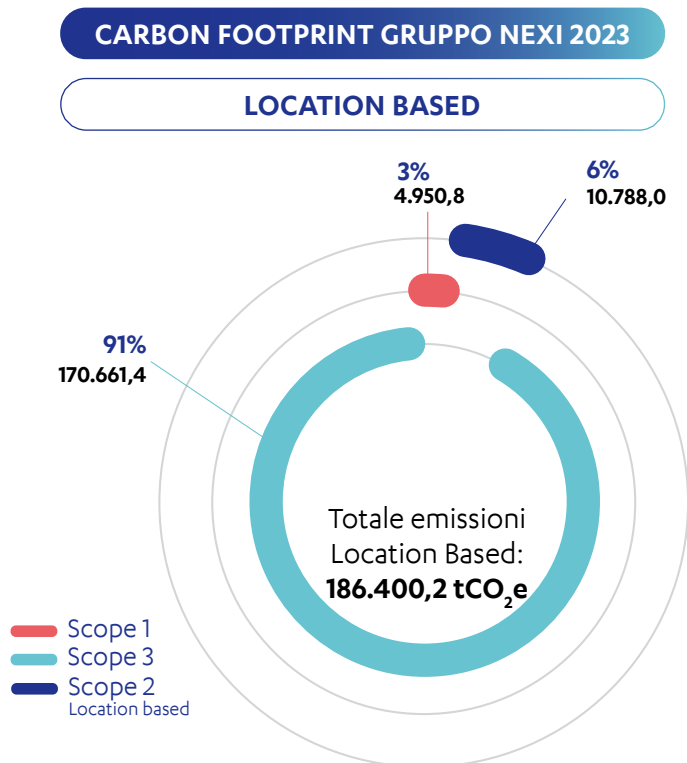 CARBON FOOTPRINT GRUPPO NEXI 2023
LOCATION BASED
3%
4.950,8
6%
10.788,0
91%
170.661,4
Totale emissioni
Location Based:
186.400,2 tCO₂e
Scope 1
Scope 3
Scope 2
Location based